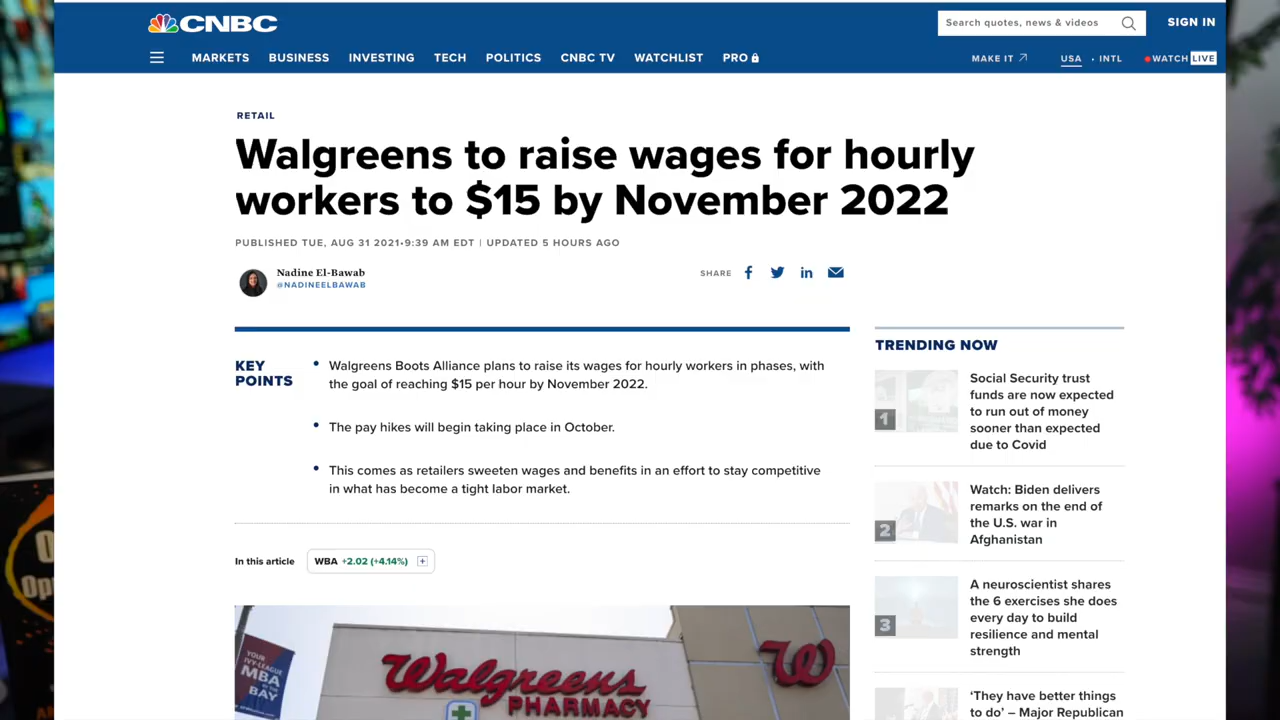 CNBC
Search quotes, news & videos
SIGN IN
MARKETS BUSINESS INVESTING TECH POLITICS CNBC TV WATCHLIST PRO
MAKE IT USA • INTL WATCH LIVE
RETAIL
Walgreens to raise wages for hourly
workers to $15 by November 2022
PUBLISHED TUE, AUG 31 2021•9:39 AM EDT | UPDATED 5 HOURS AGO
Nadine El-Bawab
@NADINEELBAWAB
SHARE
KEY
POINTS
• Walgreens Boots Alliance plans to raise its wages for hourly workers in phases, with
the goal of reaching $15 per hour by November 2022.
• The pay hikes will begin taking place in October.
• This comes as retailers sweeten wages and benefits in an effort to stay competitive
in what has become a tight labor market.
In this article WBA +2.02 (+4.14%) +
YOUR
IVY-LEAGUE
MBA
BY THE
BAY
Walgreens
PHARMACY
W
TRENDING NOW
1
Social Security trust
funds are now expected
to run out of money
sooner than expected
due to Covid
2
Watch: Biden delivers
remarks on the end of
the U.S. war in
Afghanistan
3
A neuroscientist shares
the 6 exercises she does
every day to build
resilience and mental
strength
‘They have better things
to do’ – Major Republican